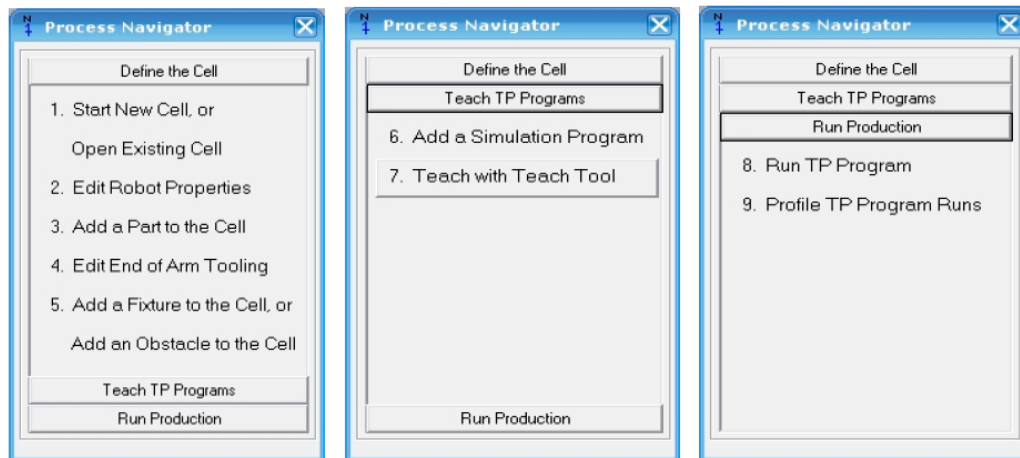 N
Process Navigator
Define the Cell
1. Start New Cell, or
Open Existing Cell
2. Edit Robot Properties
3. Add a Part to the Cell
4. Edit End of Arm Tooling
5. Add a Fixture to the Cell, or
Add an Obstacle to the Cell
Teach TP Programs
Run Production
N
Process Navigator
Define the Cell
Teach TP Programs
6. Add a Simulation Program
7. Teach with Teach Tool
Run Production
N
Process Navigator
Define the Cell
Teach TP Programs
Run Production
8. Run TP Program
9. Profile TP Program Runs